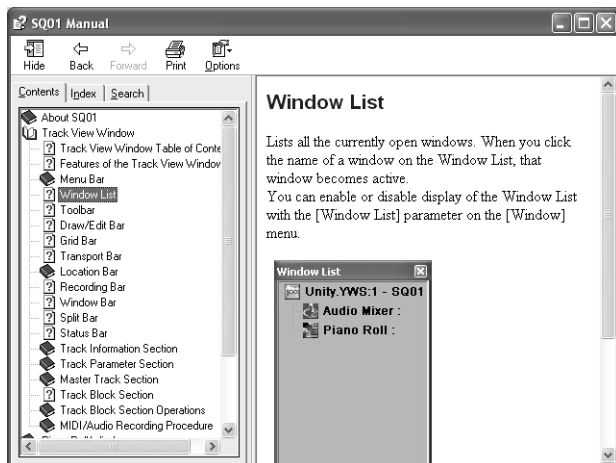 SQ01 Manual
Hide Back Forward Print Options
Contents Index Search
About SQ01
Track View Window
Track View Window Table of Conte
Features of the Track View Window
Menu Bar
Window List
Toolbar
Draw/Edit Bar
Grid Bar
Transport Bar
Location Bar
Recording Bar
Window Bar
Split Bar
Status Bar
Track Information Section
Track Parameter Section
Master Track Section
Track Block Section
Track Block Section Operations
MIDI/Audio Recording Procedure
Window List
Lists all the currently open windows. When you click
the name of a window on the Window List, that
window becomes active.
You can enable or disable display of the Window List
with the [Window List] parameter on the [Window]
menu.
Window List
Unity.YWS:1 - SQ01
Audio Mixer :
Piano Roll :